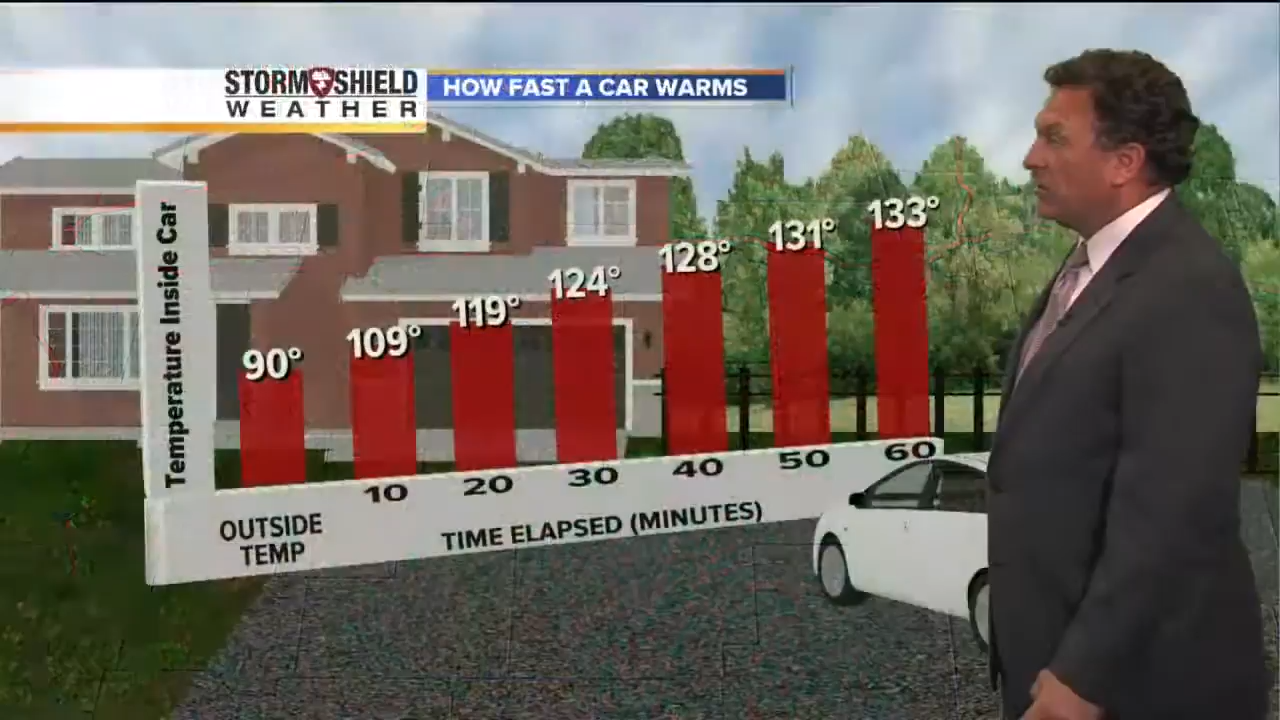 STORM SHIELD
WEATHER
HOW FAST A CAR WARMS
Temperature Inside Car
90°
109°
119°
124°
128°
131°
133°
10
20
30
40
50
60
OUTSIDE
TEMP
TIME ELAPSED (MINUTES)